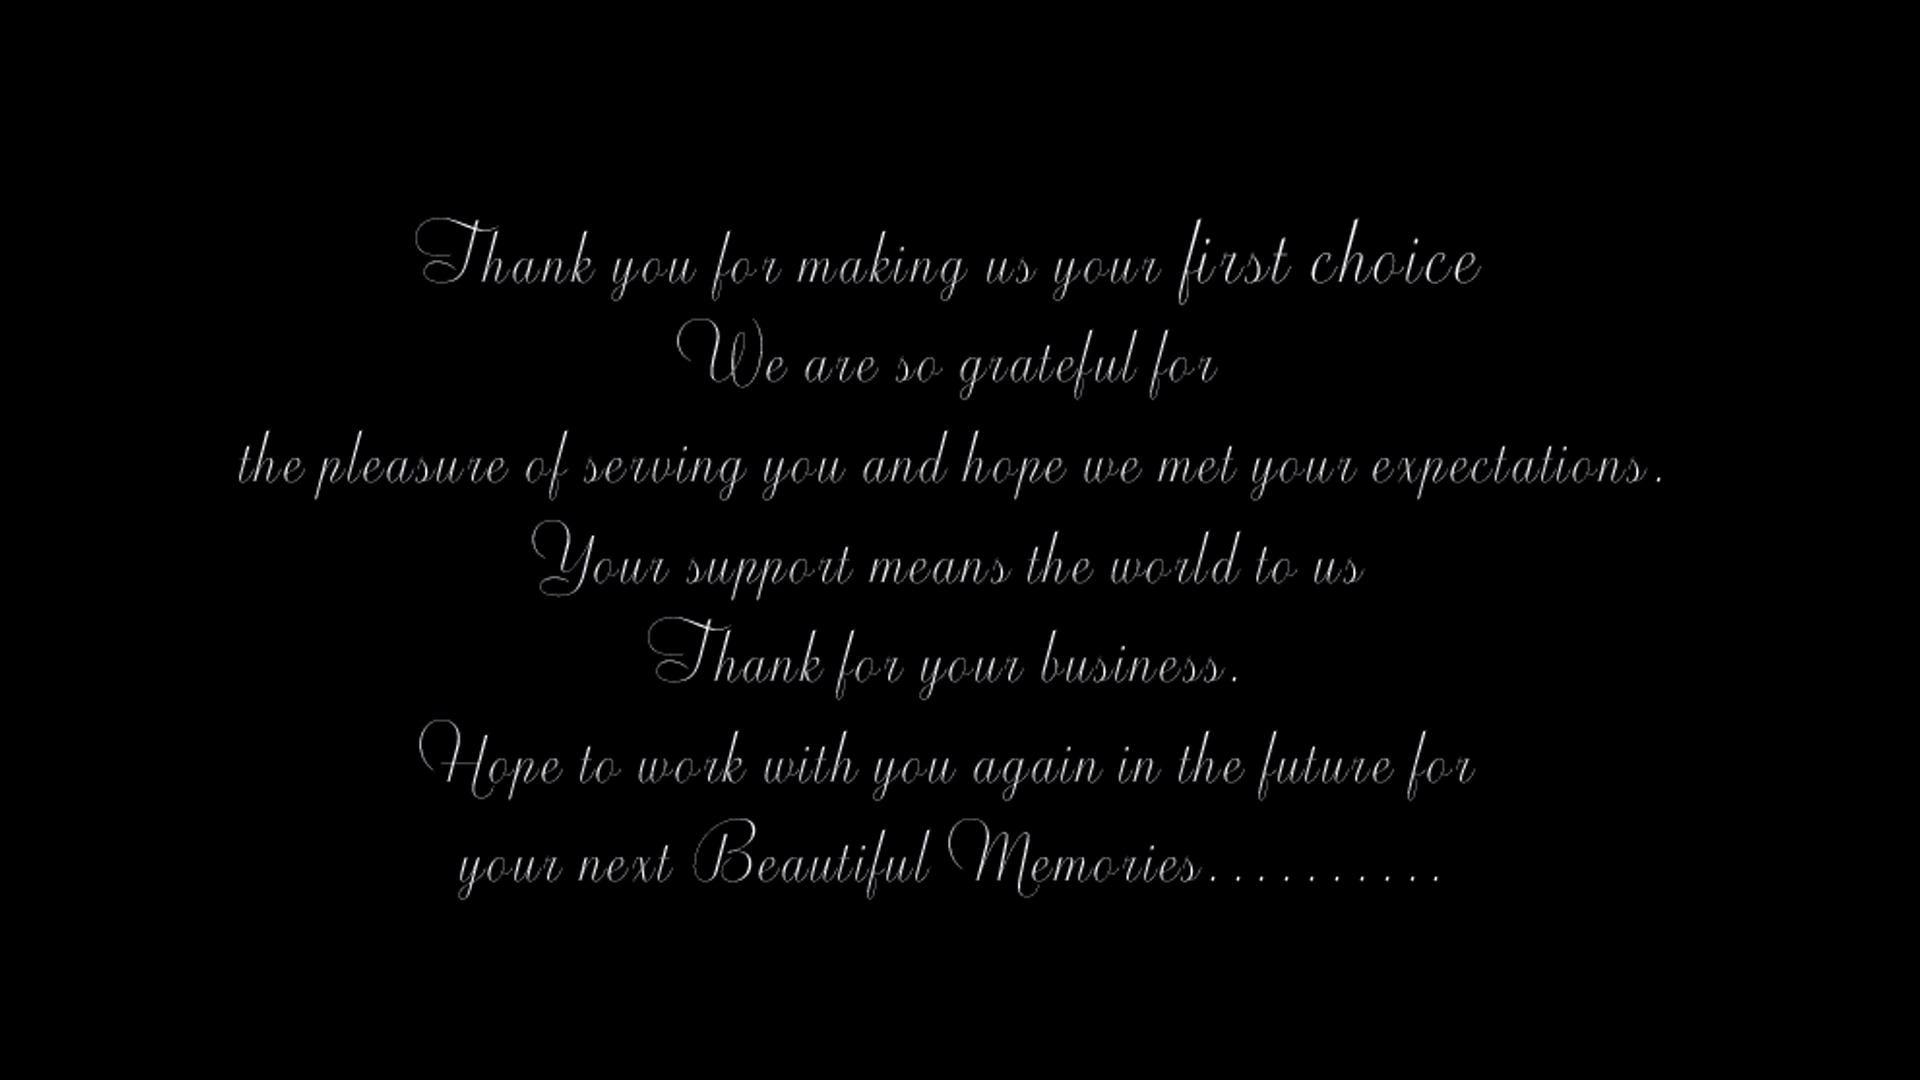 Thank you for making us your first choice
We are so grateful for
the pleasure of serving you and hope we met your expectations.
Your support means the world to us
Thank for your business.
Hope to work with you again in the future for
your next Beautiful Memories..........